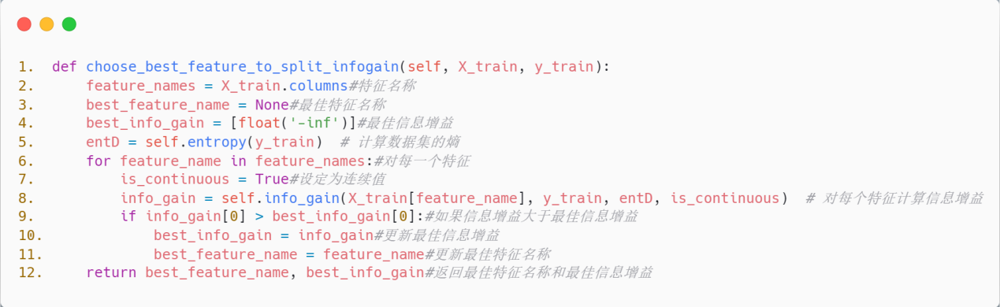 1. def choose_best_feature_to_split_infogain(self, X_train, y_train):
2.     feature_names = X_train.columns#特征名称
3.     best_feature_name = None#最佳特征名称
4.     best_info_gain = [float('-inf')]#最佳信息增益
5.     entD = self.entropy(y_train)  # 计算数据集的熵
6.     for feature_name in feature_names:#对每一个特征
7.         is_continuous = True#设定为连续值
8.         info_gain = self.info_gain(X_train[feature_name], y_train, entD, is_continuous)  # 对每个特征计算信息增益
9.         if info_gain[0] > best_info_gain[0]:#如果信息增益大于最佳信息增益
10.             best_info_gain = info_gain#更新最佳信息增益
11.             best_feature_name = feature_name#更新最佳特征名称
12.     return best_feature_name, best_info_gain#返回最佳特征名称和最佳信息增益